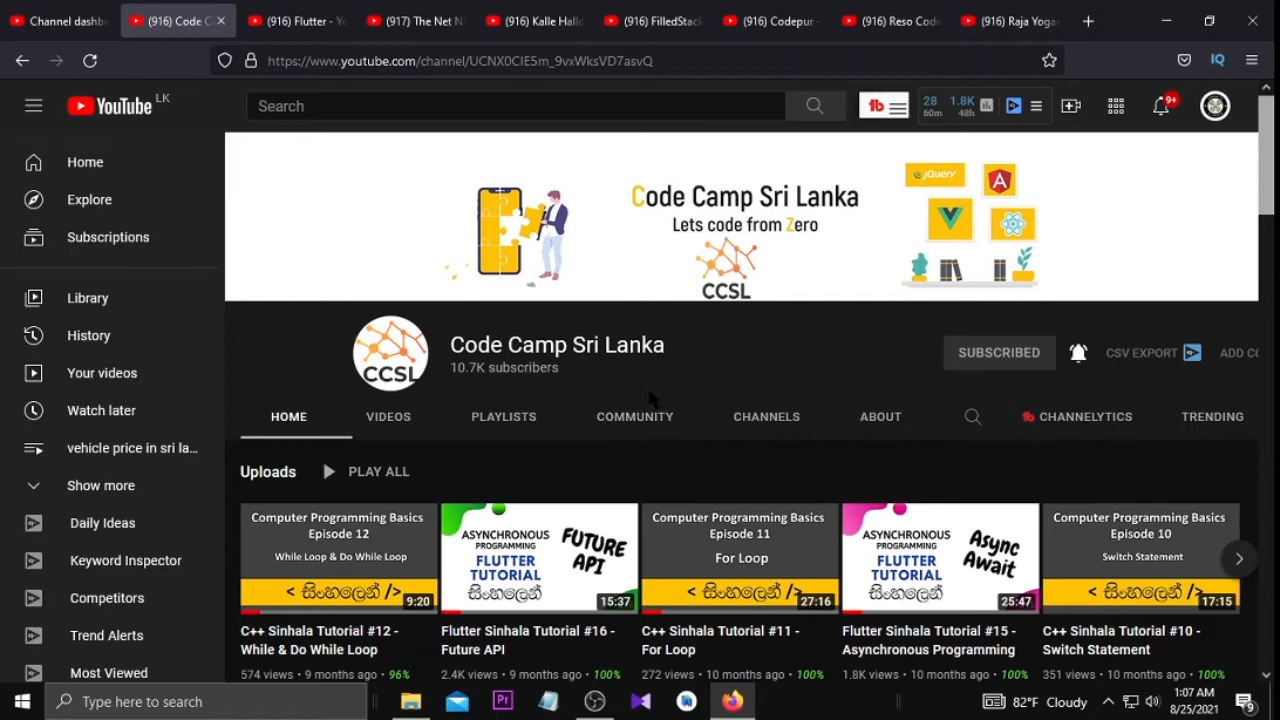 Channel dashb
(916) Code C
(916) Flutter - Y
(917) The Net N
(916) Kalle Hall
(916) FilledStac
(916) Codepur -
(916) Reso Code
(916) Raja Yoga
https://www.youtube.com/channel/UCNX0CIE5m_9vxWksVD7asvQ
IQ
YouTube LK
Search
tb
28 60m
1.8K 48h
9+
Home
Explore
Subscriptions
Library
History
Your videos
Watch later
vehicle price in sri la...
Show more
Daily Ideas
Keyword Inspector
Competitors
Trend Alerts
Most Viewed
jQuery
Code Camp Sri Lanka
Lets code from Zero
CCSL
CCSL
Code Camp Sri Lanka
10.7K subscribers
SUBSCRIBED
CSV EXPORT
ADD CO
HOME VIDEOS PLAYLISTS COMMUNITY CHANNELS ABOUT tb CHANNELYTICS TRENDING
Uploads PLAY ALL
Computer Programming Basics
Episode 12
While Loop & Do While Loop
< සිංහලෙන් />
9:20
C++ Sinhala Tutorial #12 -
While & Do While Loop
574 views • 9 months ago • 96%
ASYNCHRONOUS
PROGRAMMING
FLUTTER
TUTORIAL
සිංහලෙන්
FUTURE
API
15:37
Flutter Sinhala Tutorial #16 -
Future API
2.4K views • 9 months ago • 100%
Computer Programming Basics
Episode 11
For Loop
< සිංහලෙන් />
27:16
C++ Sinhala Tutorial #11 -
For Loop
272 views • 10 months ago • 100%
ASYNCHRONOUS
PROGRAMMING
FLUTTER
TUTORIAL
සිංහලෙන්
Async
Await
25:47
Flutter Sinhala Tutorial #15 -
Asynchronous Programming
1.8K views • 10 months ago • 100%
Computer Programming Basics
Episode 10
Switch Statement
< සිංහලෙන් />
17:15
C++ Sinhala Tutorial #10 -
Switch Statement
351 views • 10 months ago • 100%
Type here to search
Pr
82°F Cloudy
1:07 AM
8/25/2021
9